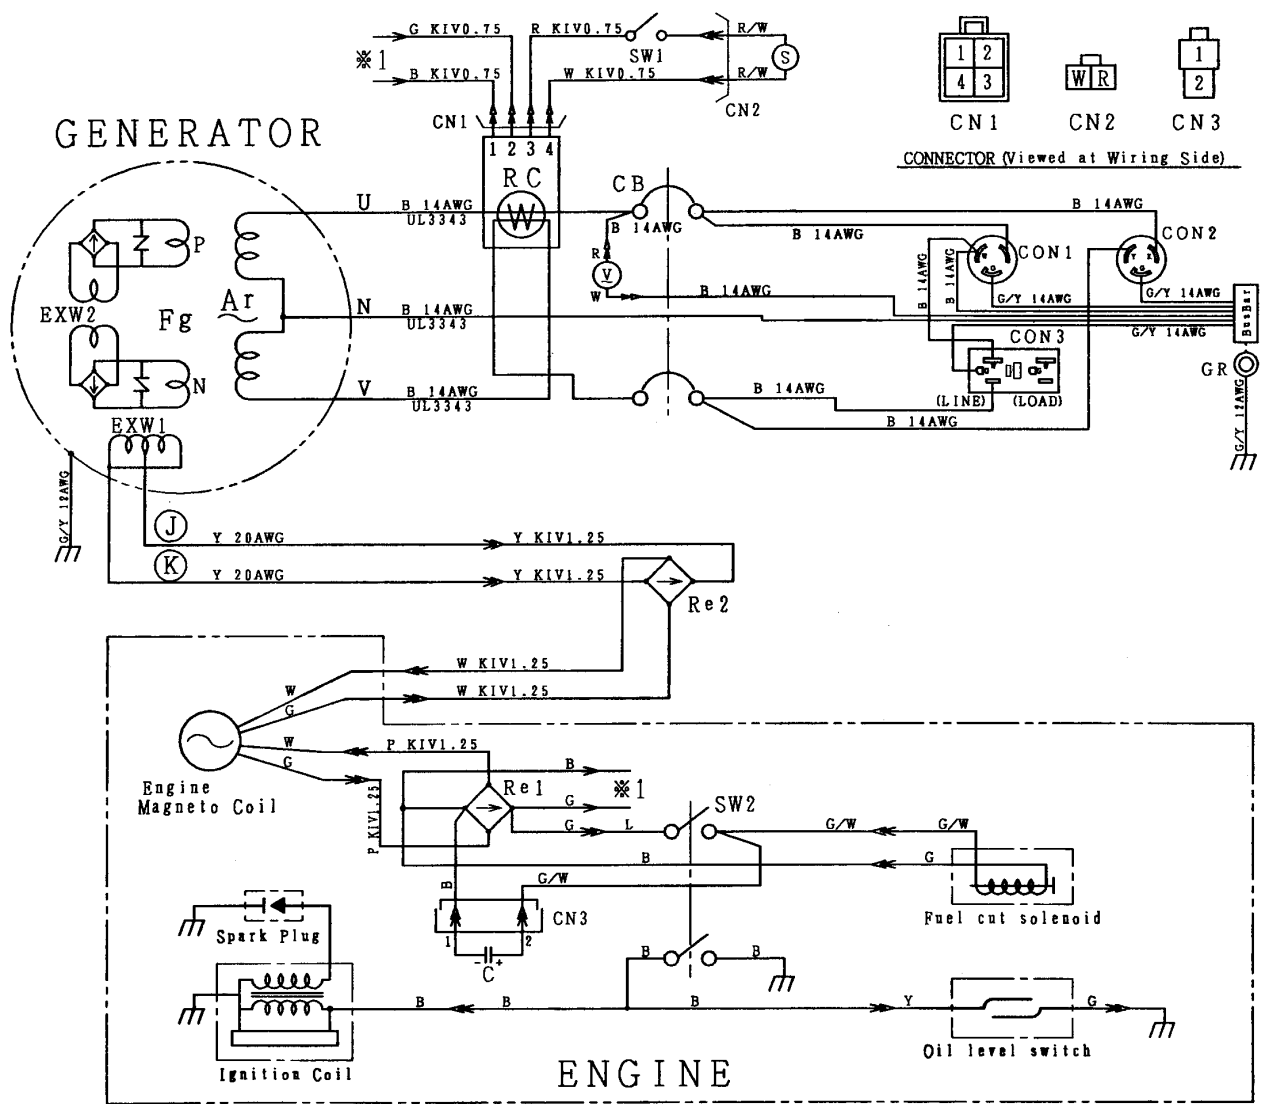 G KIV0.75
R KIV0.75
R/W
※1
SW1
S
B KIV0.75
W KIV0.75
R/W
CN1
CN2
1 2
4 3
W R
1
2
CN1
CN2
CN3
CONNECTOR (Viewed at Wiring Side)
GENERATOR
1 2 3 4
RC
W
CB
U
B 14AWG
UL3343
B 14AWG
B 14AWG
B 14AWG
P
R
V
W
B 14AWG
B 14AWG
B 14AWG
CON1
CON2
G/Y 14AWG
G/Y 14AWG
G/Y 14AWG
BusBar
EXW2
Fg
Ar
N
B 14AWG
UL3343
CON3
GR
N
V
B 14AWG
UL3343
B 14AWG
(LINE)
(LOAD)
B 14AWG
G/Y 12AWG
EXW1
G/Y 12AWG
J
Y 20AWG
Y KIV1.25
K
Y 20AWG
Y KIV1.25
Re2
W KIV1.25
W
W KIV1.25
G
W
P KIV1.25
G
Engine
Magneto Coil
P KIV1.25
B
Re1
G
※1
G
L
SW2
G/W
G/W
B
G
B
G/W
CN3
1
2
- +
C
Fuel cut solenoid
Spark Plug
B
B
B
B
B
Y
G
Oil level switch
Ignition Coil
ENGINE